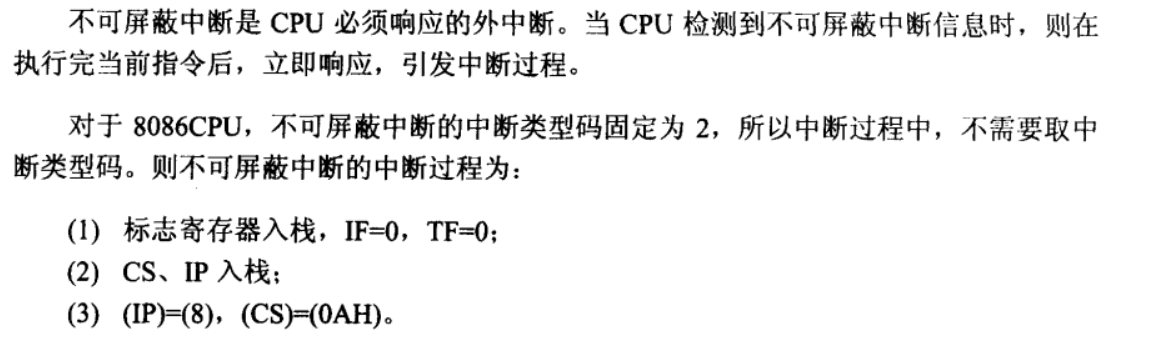 不可屏蔽中断是 CPU 必须响应的外中断。当 CPU 检测到不可屏蔽中断信息时，则在
执行完当前指令后，立即响应，引发中断过程。
对于 8086CPU，不可屏蔽中断的中断类型码固定为 2，所以中断过程中，不需要取中
断类型码。则不可屏蔽中断的中断过程为：
(1) 标志寄存器入栈，IF=0，TF=0；
(2) CS、IP 入栈；
(3) (IP)=(8)，(CS)=(0AH)。